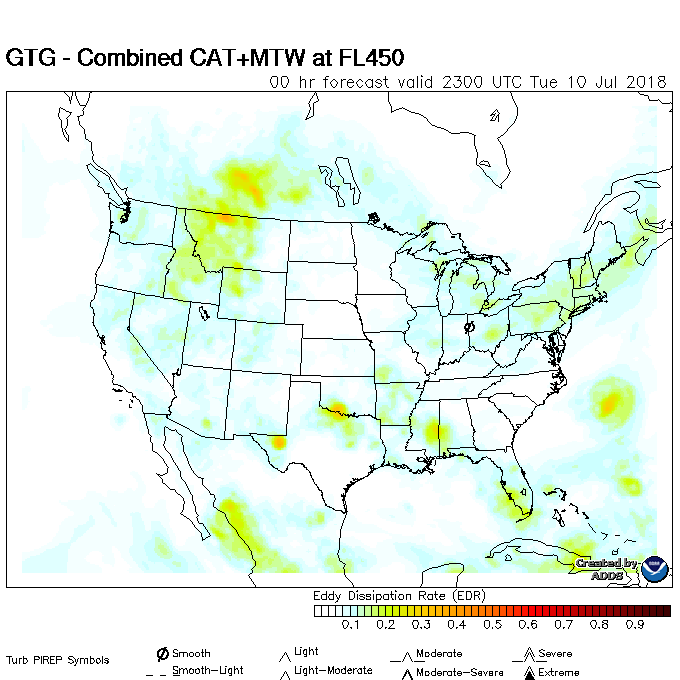 GTG - Combined CAT+MTW at FL450
00 hr forecast valid 2300 UTC Tue 10 Jul 2018
Created by
ADDS
NOAA
Eddy Dissipation Rate (EDR)
0.1 0.2 0.3 0.4 0.5 0.6 0.7 0.8 0.9
Turb PIREP Symbols
Smooth Light Moderate Severe
Smooth-Light Light-Moderate Moderate-Severe Extreme